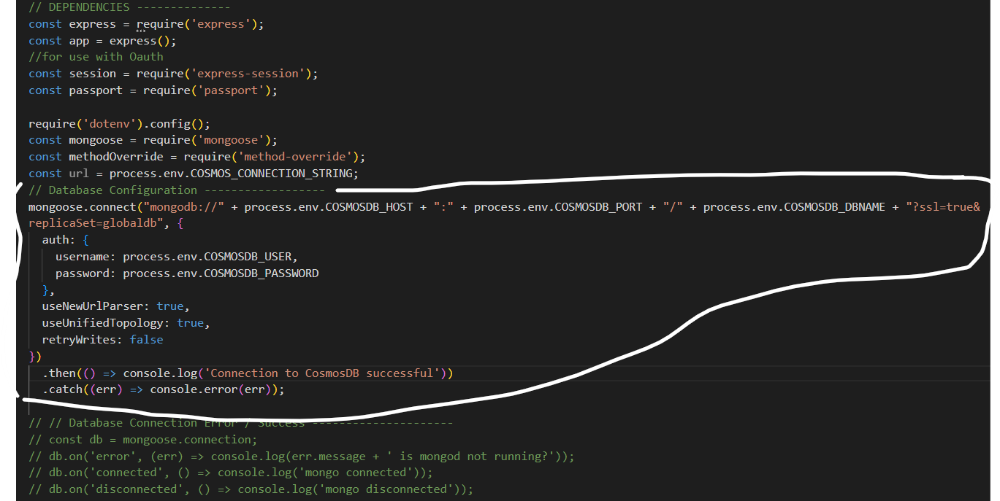 // DEPENDENCIES --------------
const express = require('express');
const app = express();
//for use with Oauth
const session = require('express-session');
const passport = require('passport');
require('dotenv').config();
const mongoose = require('mongoose');
const methodOverride = require('method-override');
const url = process.env.COSMOS_CONNECTION_STRING;
// Database Configuration ------------------
mongoose.connect("mongodb://" + process.env.COSMOSDB_HOST + ":" + process.env.COSMOSDB_PORT + "/" + process.env.COSMOSDB_DBNAME + "?ssl=true&
replicaSet=globaldb", {
auth: {
username: process.env.COSMOSDB_USER,
password: process.env.COSMOSDB_PASSWORD
},
useNewUrlParser: true,
useUnifiedTopology: true,
retryWrites: false
})
.then(() => console.log('Connection to CosmosDB successful'))
.catch((err) => console.error(err));
// // Database Connection Error / Success ---------------------
// const db = mongoose.connection;
// db.on('error', (err) => console.log(err.message + ' is mongod not running?'));
// db.on('connected', () => console.log('mongo connected'));
// db.on('disconnected', () => console.log('mongo disconnected'));